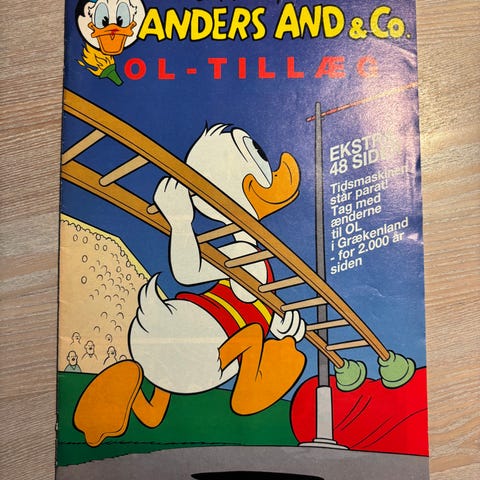 ANDERS AND & Co.
OL-TILLÆG
EKSTRA
48 SIDER
Tidsmaskinen
står parat!
Tag med
ænderne
til OL
i Grækenland
- for 2.000 år
siden